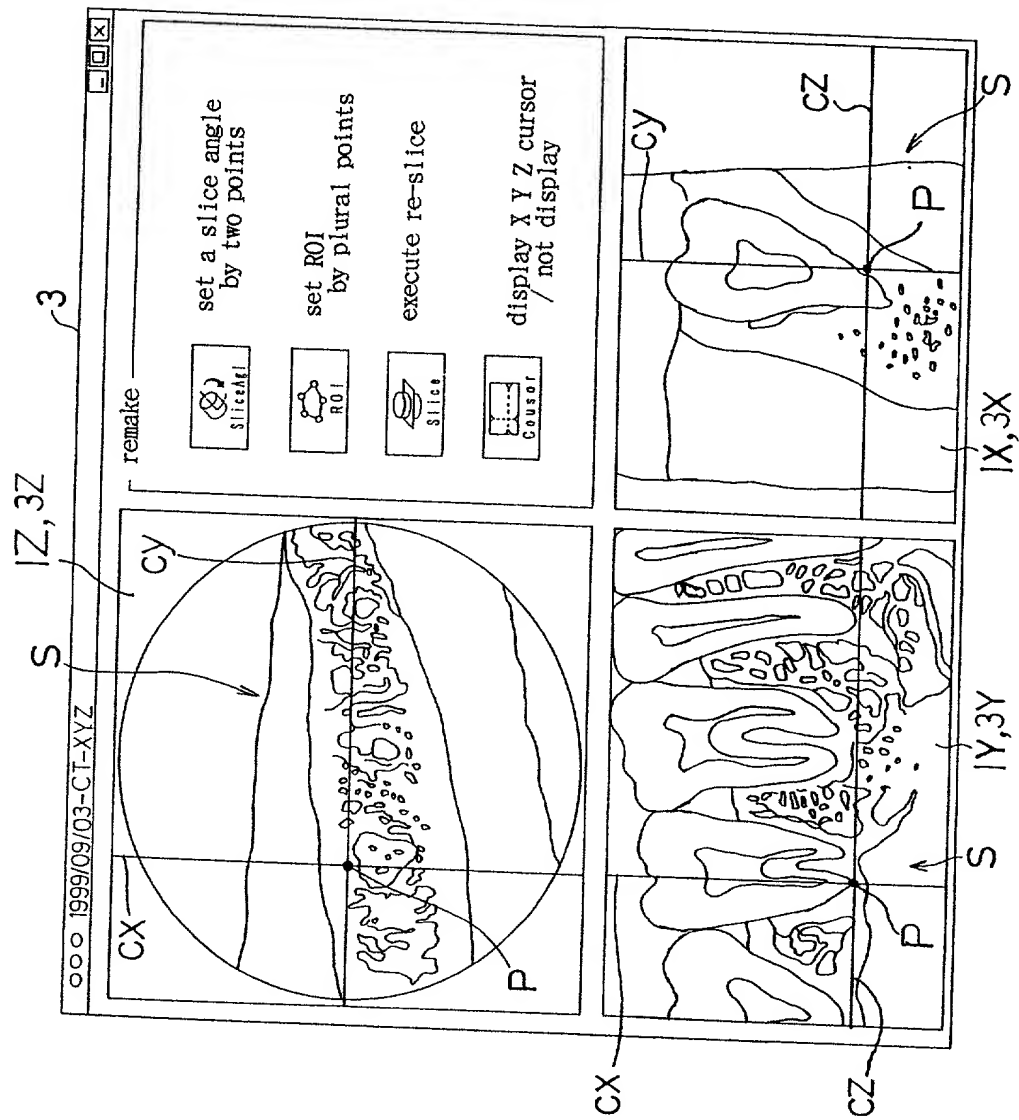 3
○○○ 1999/09/03-CT-XYZ
1Z,3Z
S
CX
CY
P
remake
SliceAgl
set a slice angle
by two points
ROI
set ROI
by plural points
Slice
execute re-slice
Cousor
display X Y Z cursor
/ not display
CX
CZ
P
S
1Y,3Y
CY
CZ
P
S
1X,3X